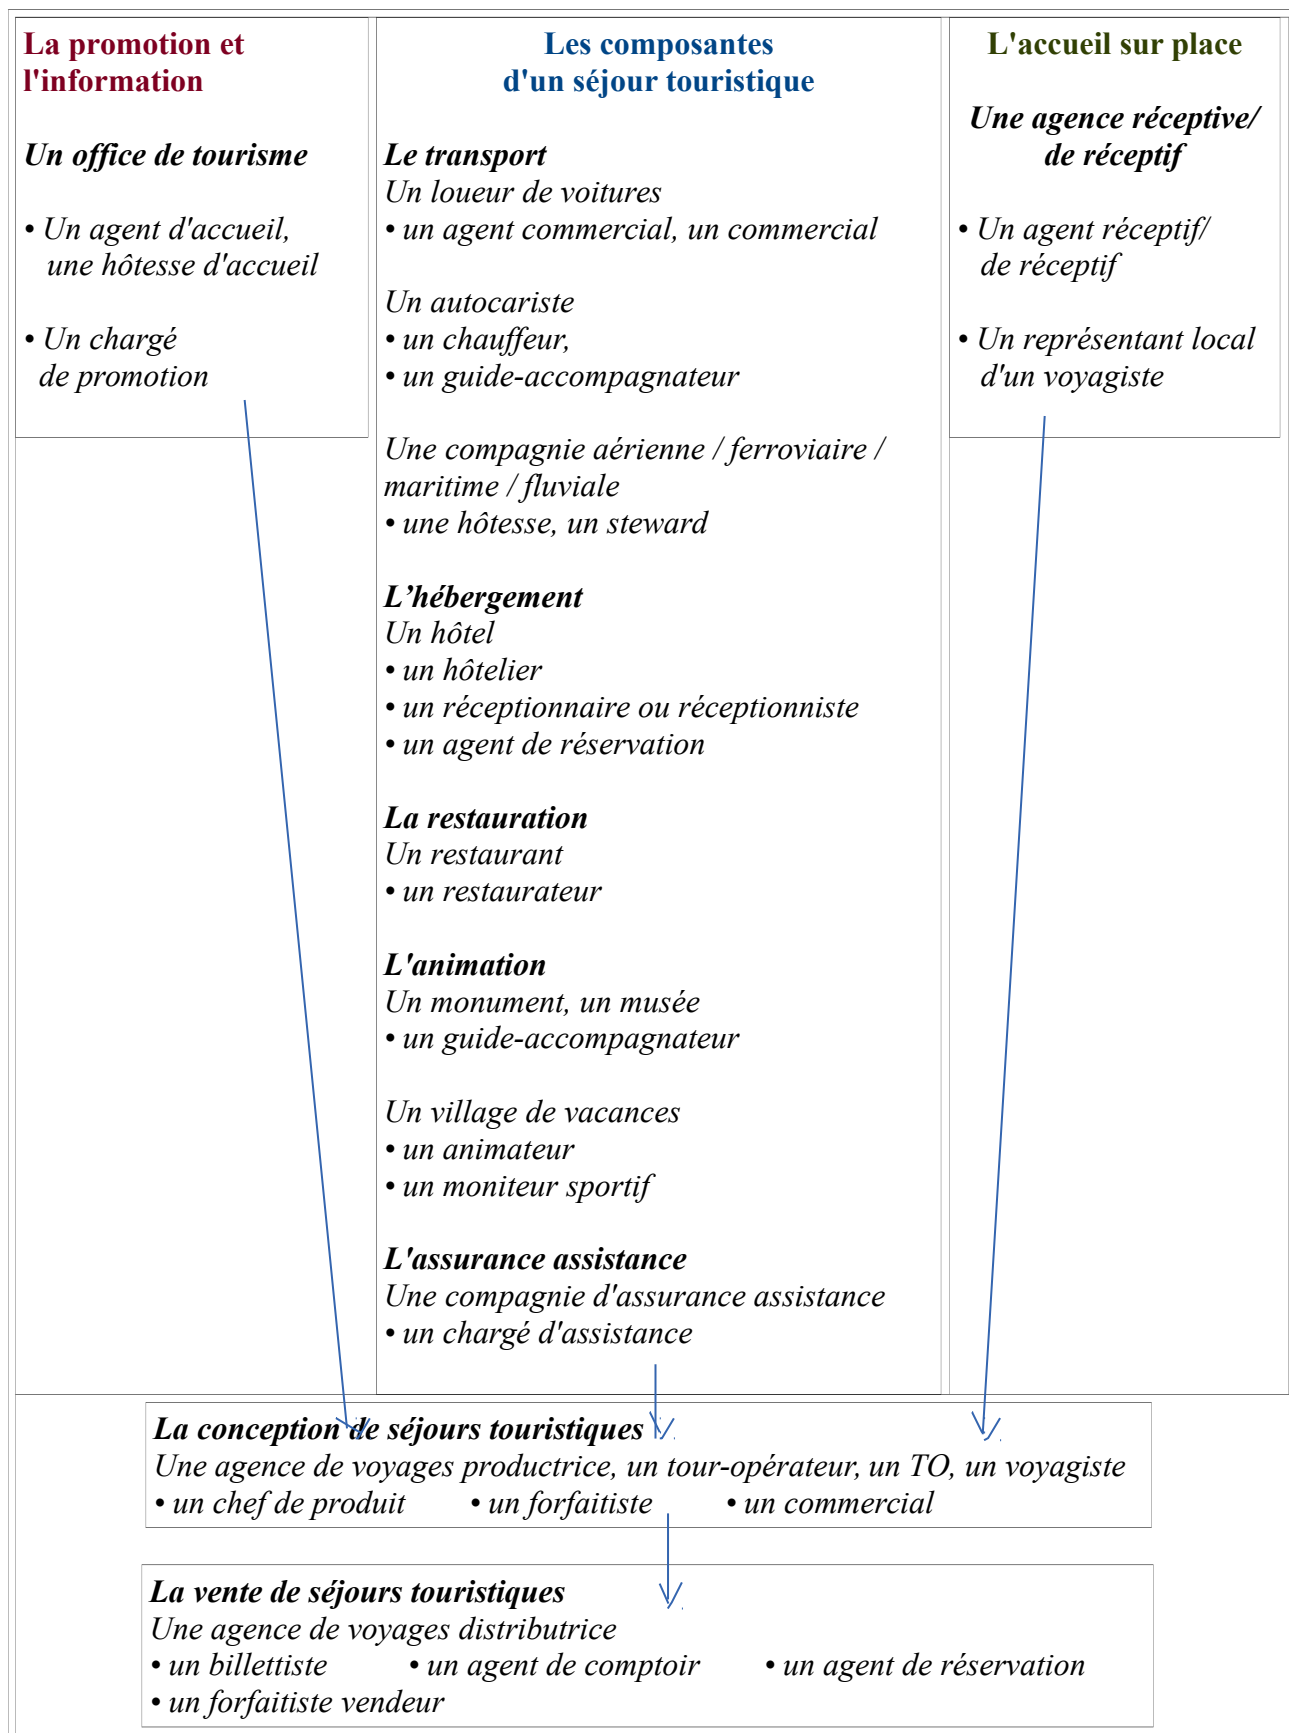 La promotion et
l'information
Un office de tourisme
• Un agent d'accueil,
une hôtesse d'accueil
• Un chargé
de promotion
Les composantes
d'un séjour touristique
Le transport
Un loueur de voitures
• un agent commercial, un commercial
Un autocariste
• un chauffeur,
• un guide-accompagnateur
Une compagnie aérienne / ferroviaire /
maritime / fluviale
• une hôtesse, un steward
L’hébergement
Un hôtel
• un hôtelier
• un réceptionnaire ou réceptionniste
• un agent de réservation
La restauration
Un restaurant
• un restaurateur
L'animation
Un monument, un musée
• un guide-accompagnateur
Un village de vacances
• un animateur
• un moniteur sportif
L'assurance assistance
Une compagnie d'assurance assistance
• un chargé d'assistance
L'accueil sur place
Une agence réceptive/
de réceptif
• Un agent réceptif/
de réceptif
• Un représentant local
d'un voyagiste
La conception de séjours touristiques
Une agence de voyages productrice, un tour-opérateur, un TO, un voyagiste
• un chef de produit • un forfaitiste • un commercial
La vente de séjours touristiques
Une agence de voyages distributrice
• un billettiste • un agent de comptoir • un agent de réservation
• un forfaitiste vendeur